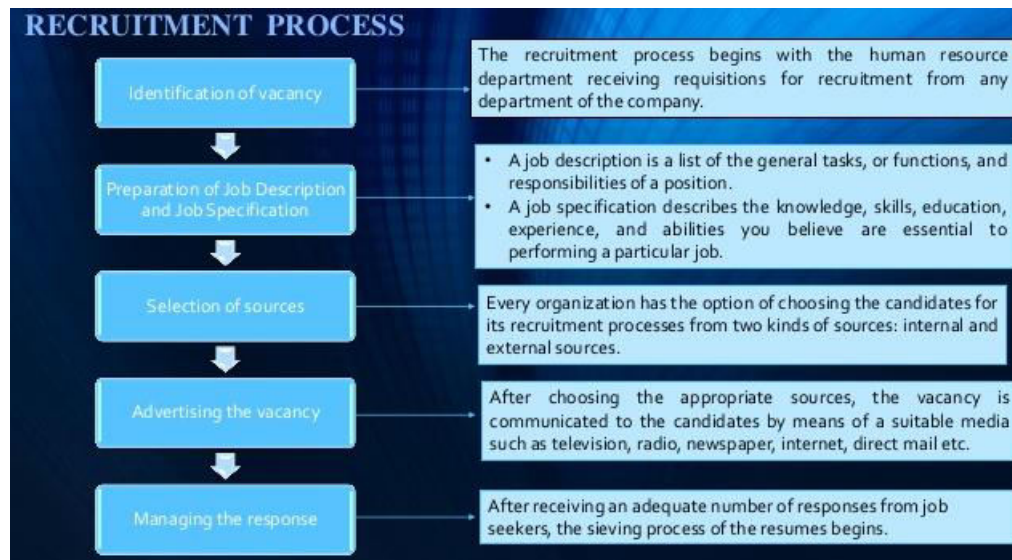 RECRUITMENT PROCESS
Identification of vacancy
The recruitment process begins with the human resource
department receiving requisitions for recruitment from any
department of the company.
Preparation of Job Description
and Job Specification
• A job description is a list of the general tasks, or functions, and
responsibilities of a position.
• A job specification describes the knowledge, skills, education,
experience, and abilities you believe are essential to
performing a particular job.
Selection of sources
Every organization has the option of choosing the candidates for
its recruitment processes from two kinds of sources: internal and
external sources.
Advertising the vacancy
After choosing the appropriate sources, the vacancy is
communicated to the candidates by means of a suitable media
such as television, radio, newspaper, internet, direct mail etc.
Managing the response
After receiving an adequate number of responses from job
seekers, the sieving process of the resumes begins.